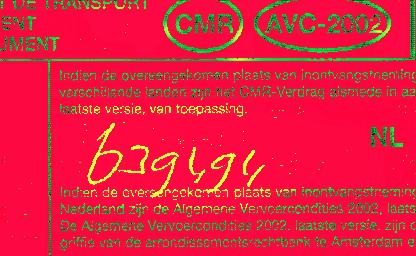 DE TRANSPORT
CMR AVC-2002
ENT
UMENT
Indien de overeengekomen plaats van inontvangstneming
verschillende landen zijn het CMR-Verdrag alsmede in aa
laatste versie, van toepassing.
NL
Indien de overeengekomen plaats van inontvangstneming
Nederland zijn de Algemene Vervoercondities 2002, laats
De Algemene Vervoercondities 2002, laatste versie, zijn
griffie van de arrondissementsrechtbank te Amsterdam e